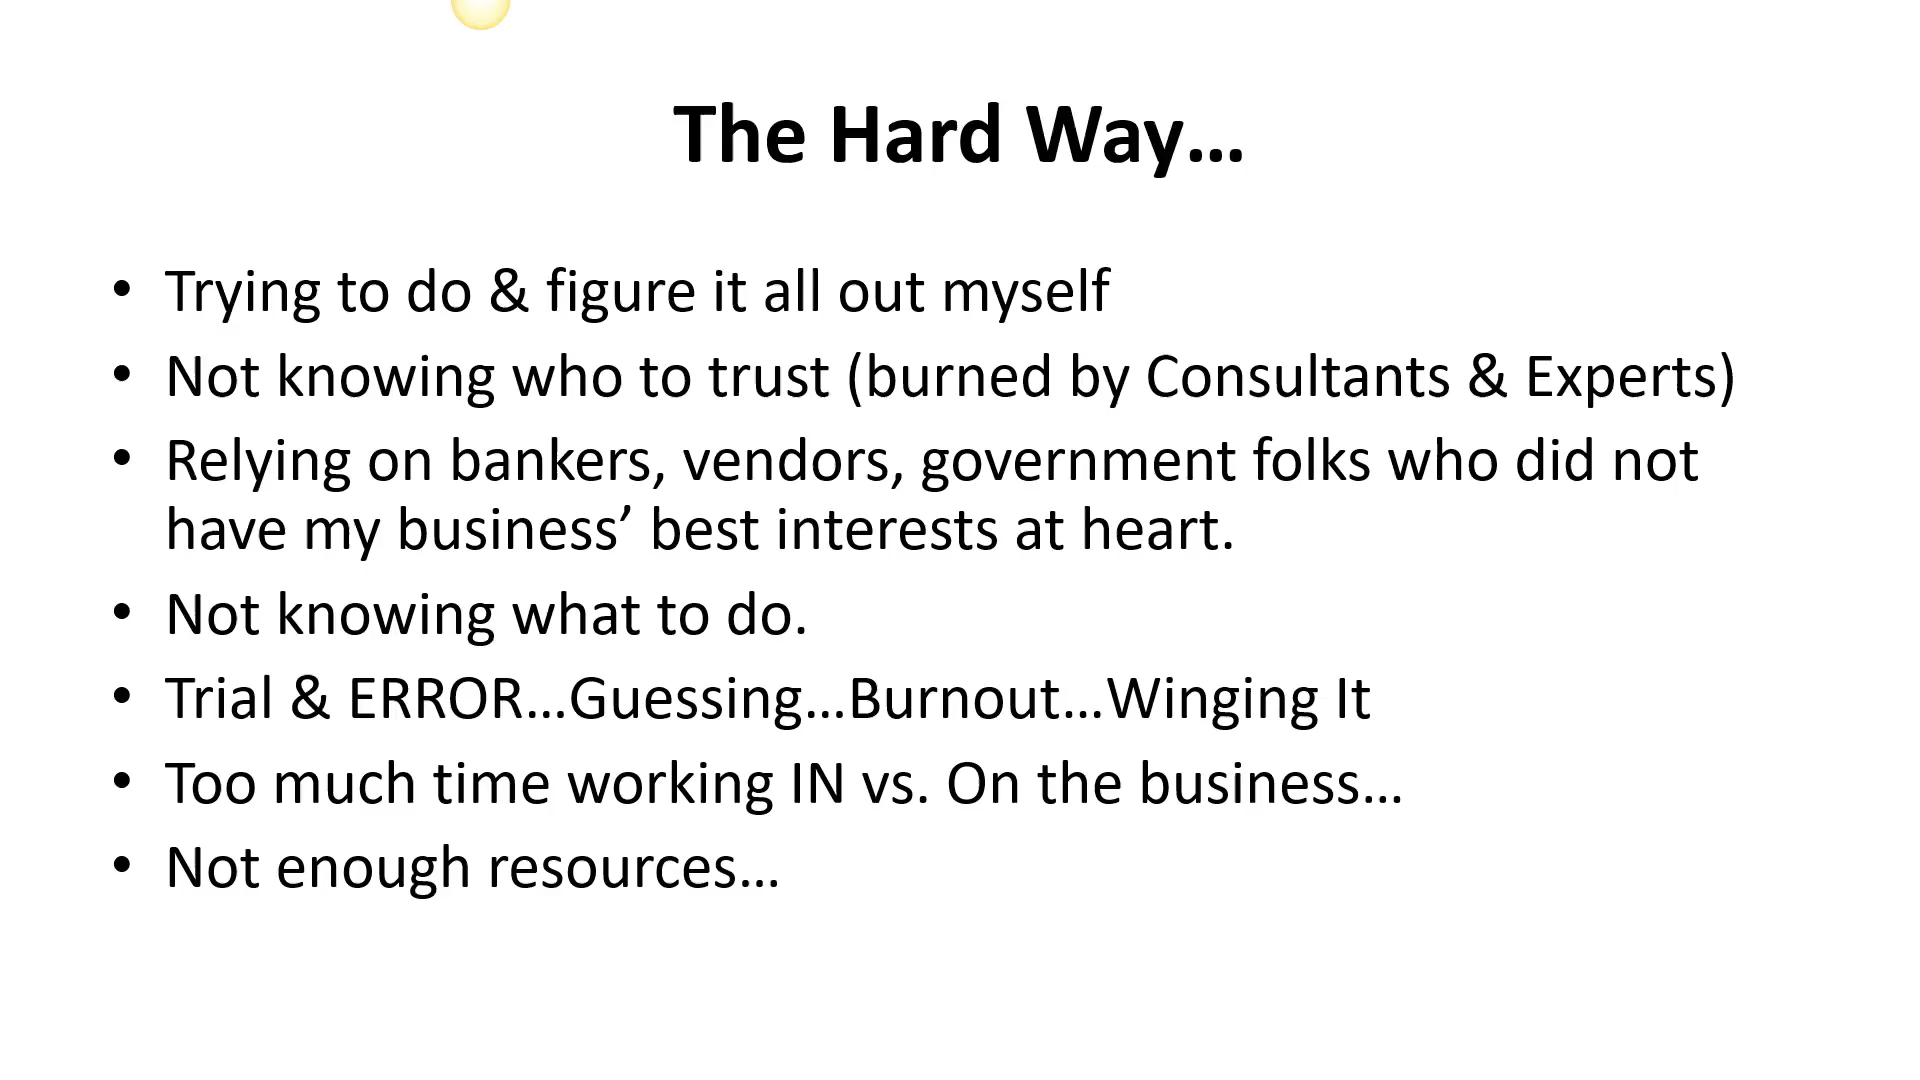 The Hard Way...
• Trying to do & figure it all out myself
• Not knowing who to trust (burned by Consultants & Experts)
• Relying on bankers, vendors, government folks who did not
have my business’ best interests at heart.
• Not knowing what to do.
• Trial & ERROR...Guessing...Burnout...Winging It
• Too much time working IN vs. On the business...
• Not enough resources...